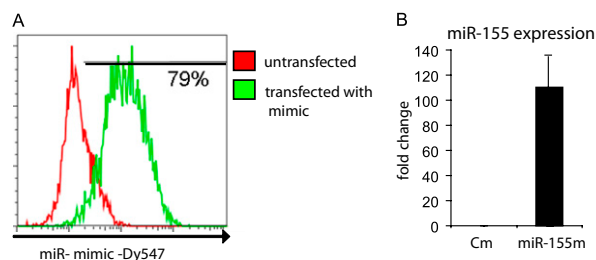 A
79%
untransfected
transfected with
mimic
miR- mimic -Dy547
B
miR-155 expression
fold change
140
120
100
80
60
40
20
0
Cm
miR-155m